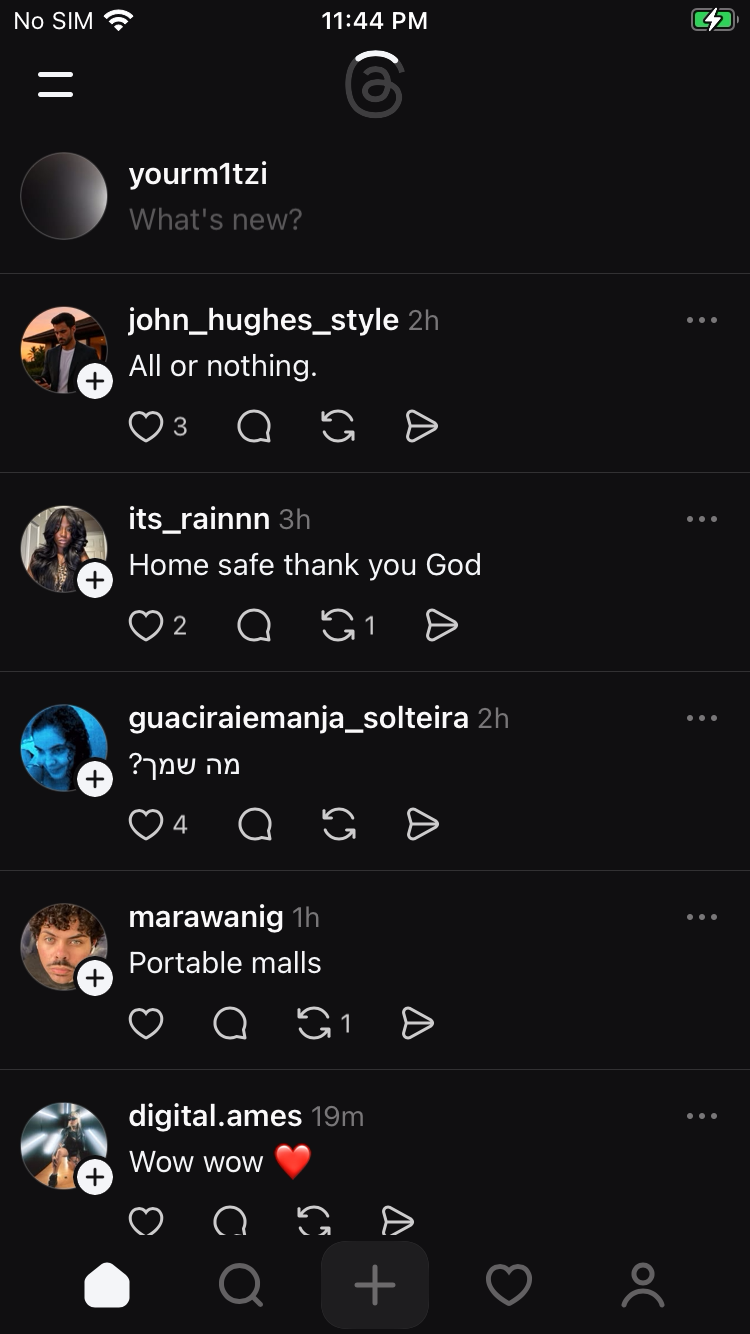 No SIM 11:44 PM
yourm1tzi
What's new?
john_hughes_style 2h
All or nothing.
3
its_rainnn 3h
Home safe thank you God
2 1
guaciraiemanja_solteira 2h
מה שמך?
4
marawanig 1h
Portable malls
1
digital.ames 19m
Wow wow ❤️